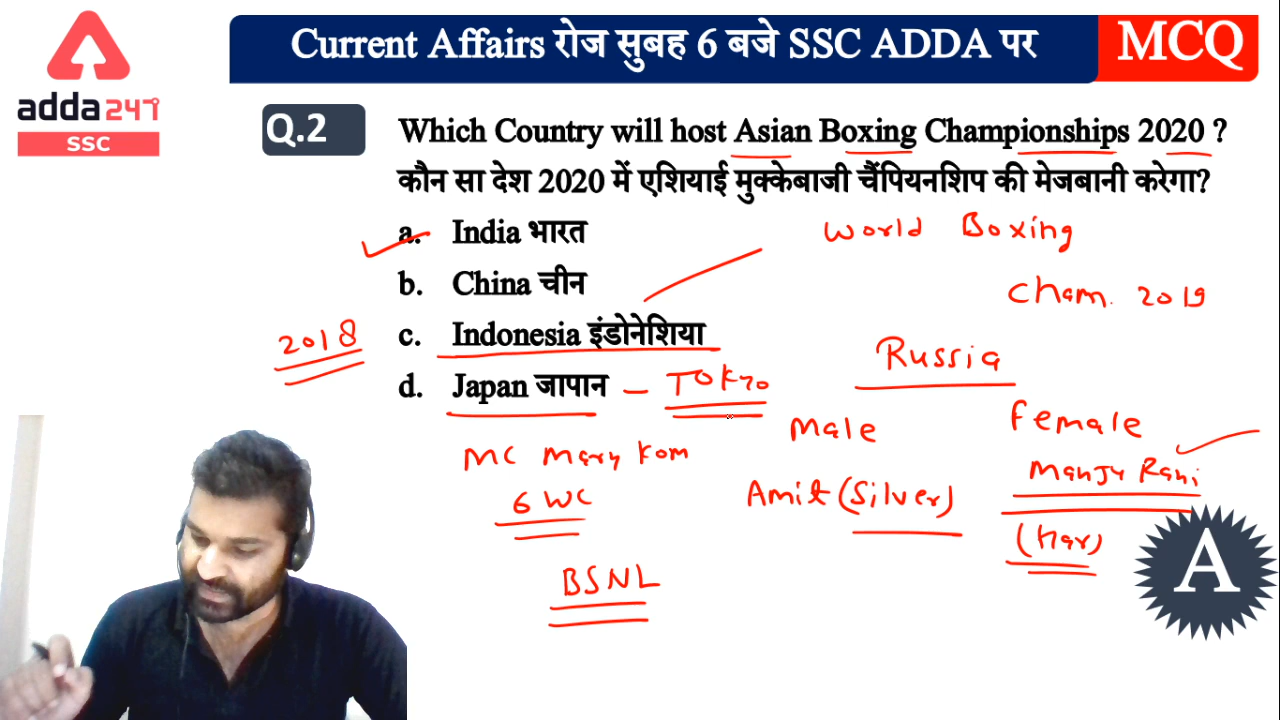 Current Affairs रोज सुबह 6 बजे SSC ADDA पर
MCQ
adda247
SSC
Q.2
Which Country will host Asian Boxing Championships 2020 ?
कौन सा देश 2020 में एशियाई मुक्केबाजी चैंपियनशिप की मेजबानी करेगा?
a. India भारत
b. China चीन
c. Indonesia इंडोनेशिया
d. Japan जापान - Tokyo
2018
World Boxing
Cham. 2019
Russia
Male
Female
Amit (Silver)
Manju Rani
(Har)
MC Mary Kom
6 WC
BSNL
A